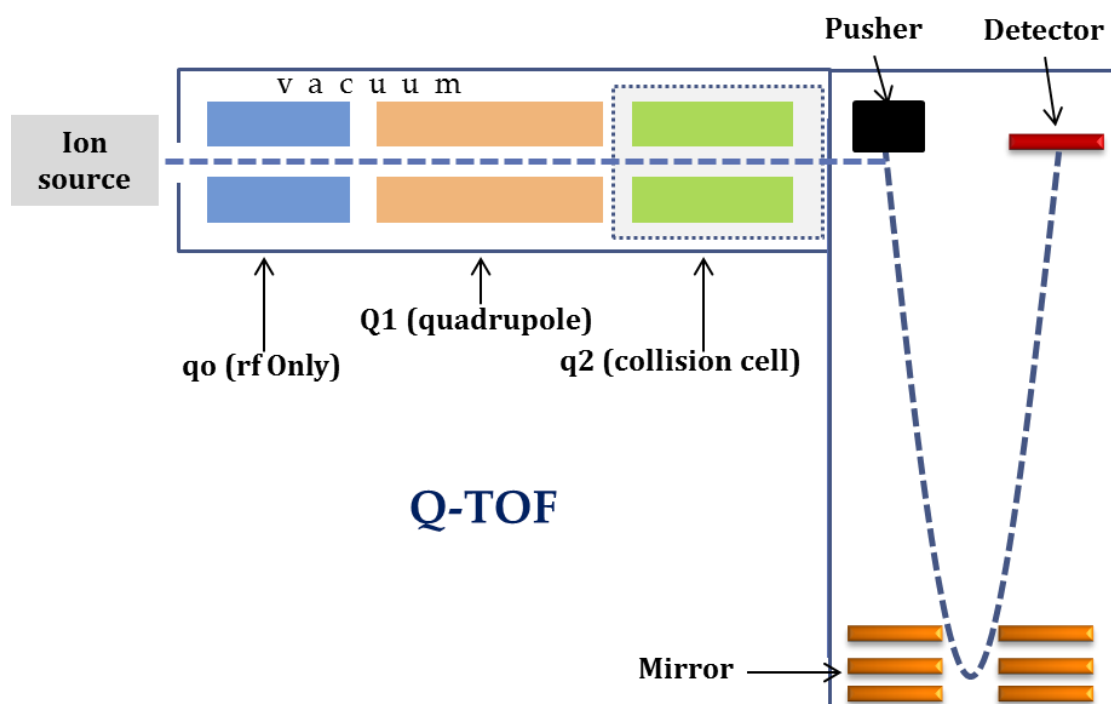 Pusher
Detector
vacuum
Ion
source
Q1 (quadrupole)
qo (rf Only)
q2 (collision cell)
Q-TOF
Mirror